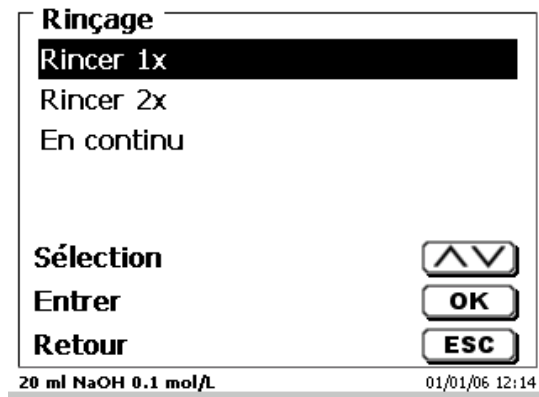 Rinçage
Rincer 1x
Rincer 2x
En continu
Sélection
Entrer OK
Retour ESC
20 ml NaOH 0.1 mol/L 01/01/06 12:14